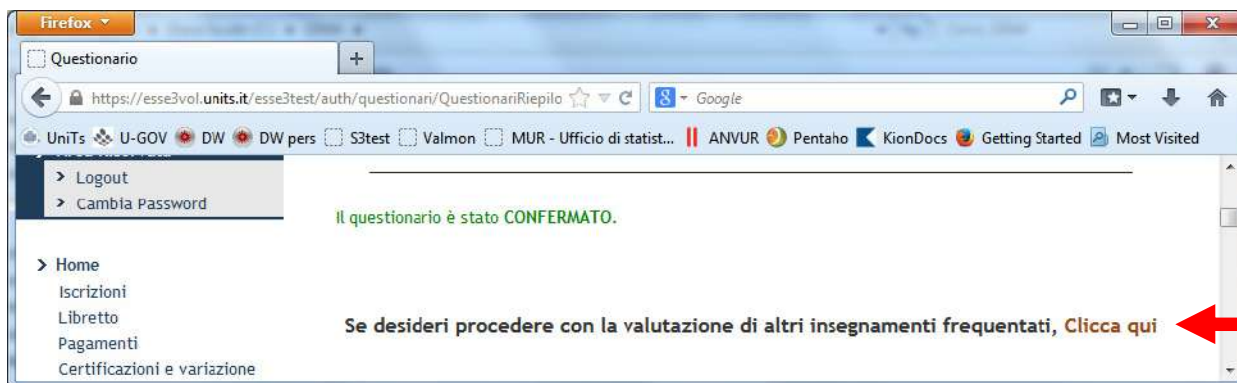 Firefox
Questionario
https://esse3vol.units.it/esse3test/auth/questionari/QuestionariRiepilo
Google
UniTs U-GOV DW DW pers S3test Valmon MUR - Ufficio di statist... ANVUR Pentaho KionDocs Getting Started Most Visited
> Logout
> Cambia Password
Il questionario è stato CONFERMATO.
> Home
Iscrizioni
Libretto
Se desideri procedere con la valutazione di altri insegnamenti frequentati, Clicca qui
Pagamenti
Certificazioni e variazione